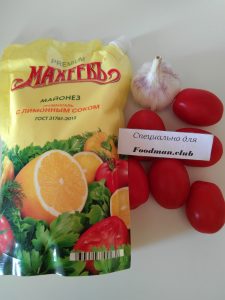 PREMIUM
МАХЕЕВЪ
МАЙОНЕЗ
С ЛИМОННЫМ СОКОМ
ГОСТ 31761-2012
Специально для
Foodman.club